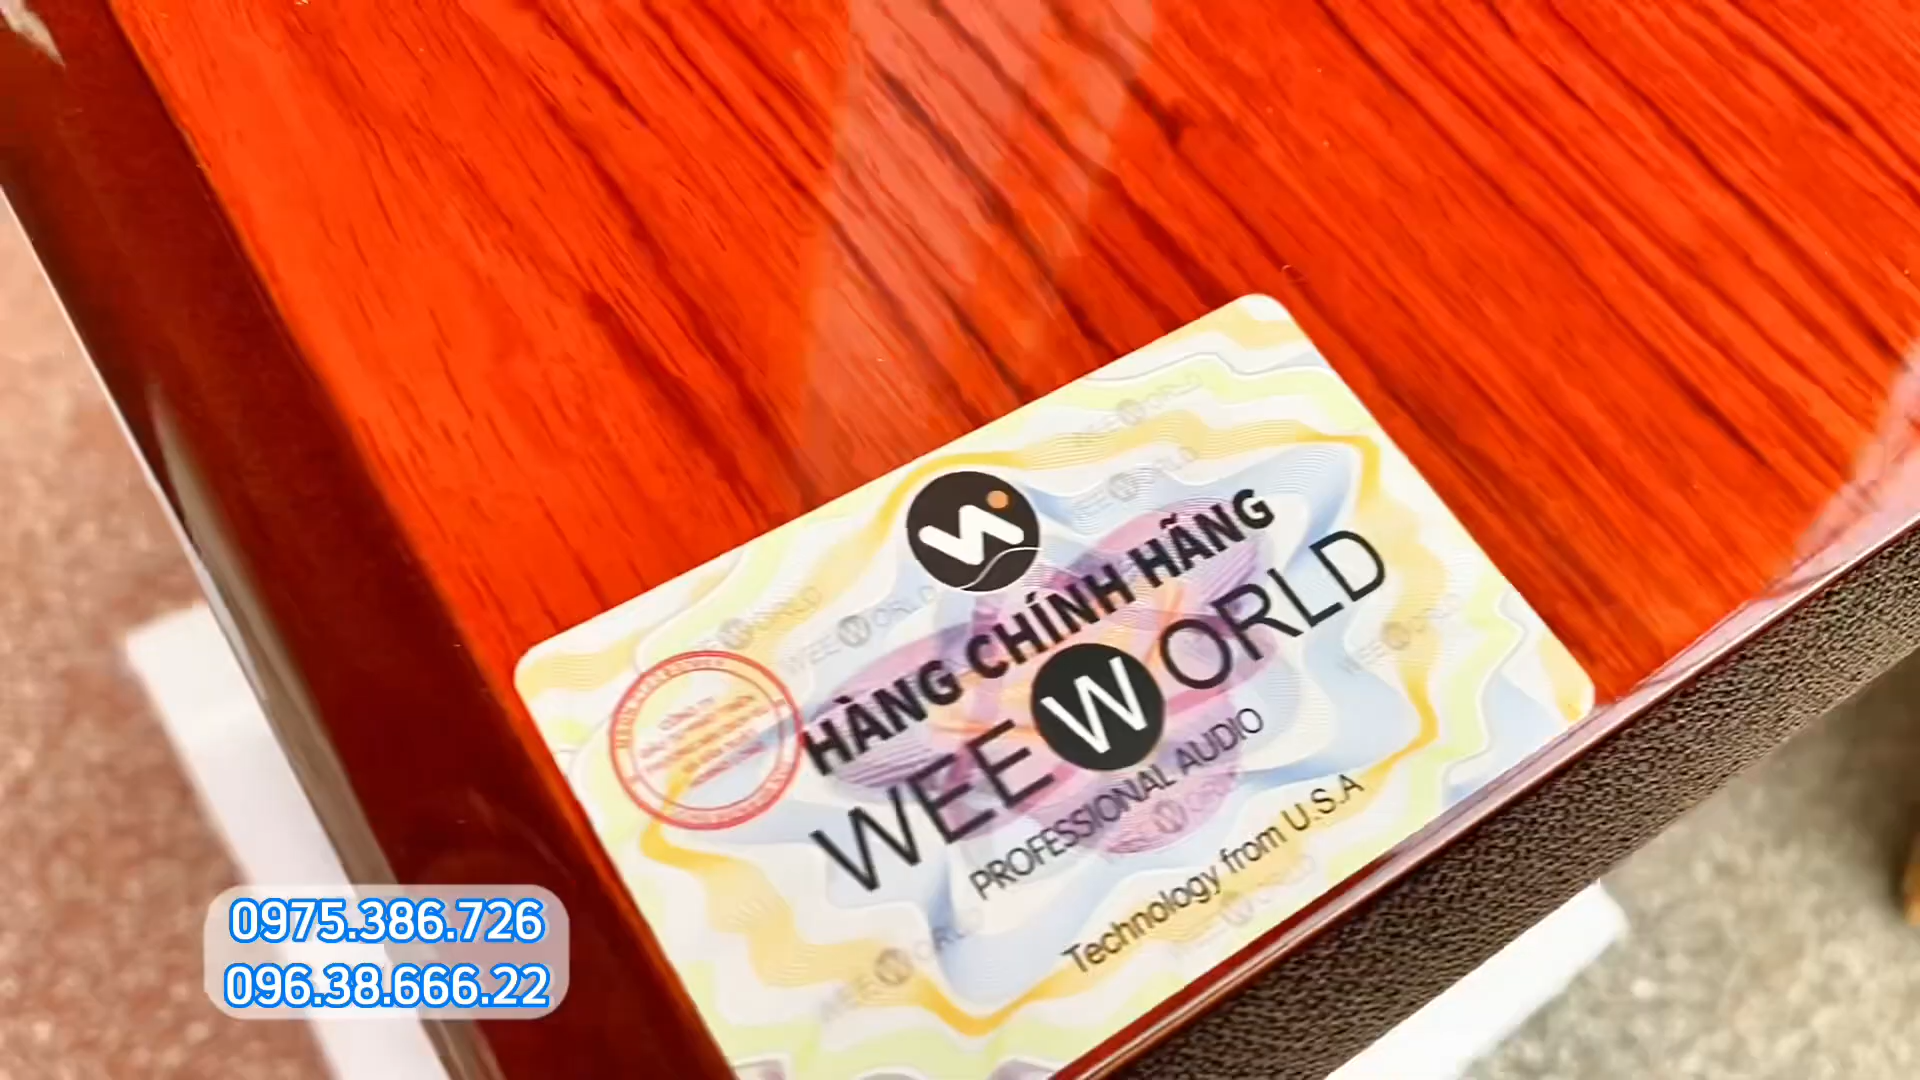 HÀNG CHÍNH HÃNG
WEEWORLD
PROFESSIONAL AUDIO
Technology from U.S.A
0975.386.726
096.38.666.22